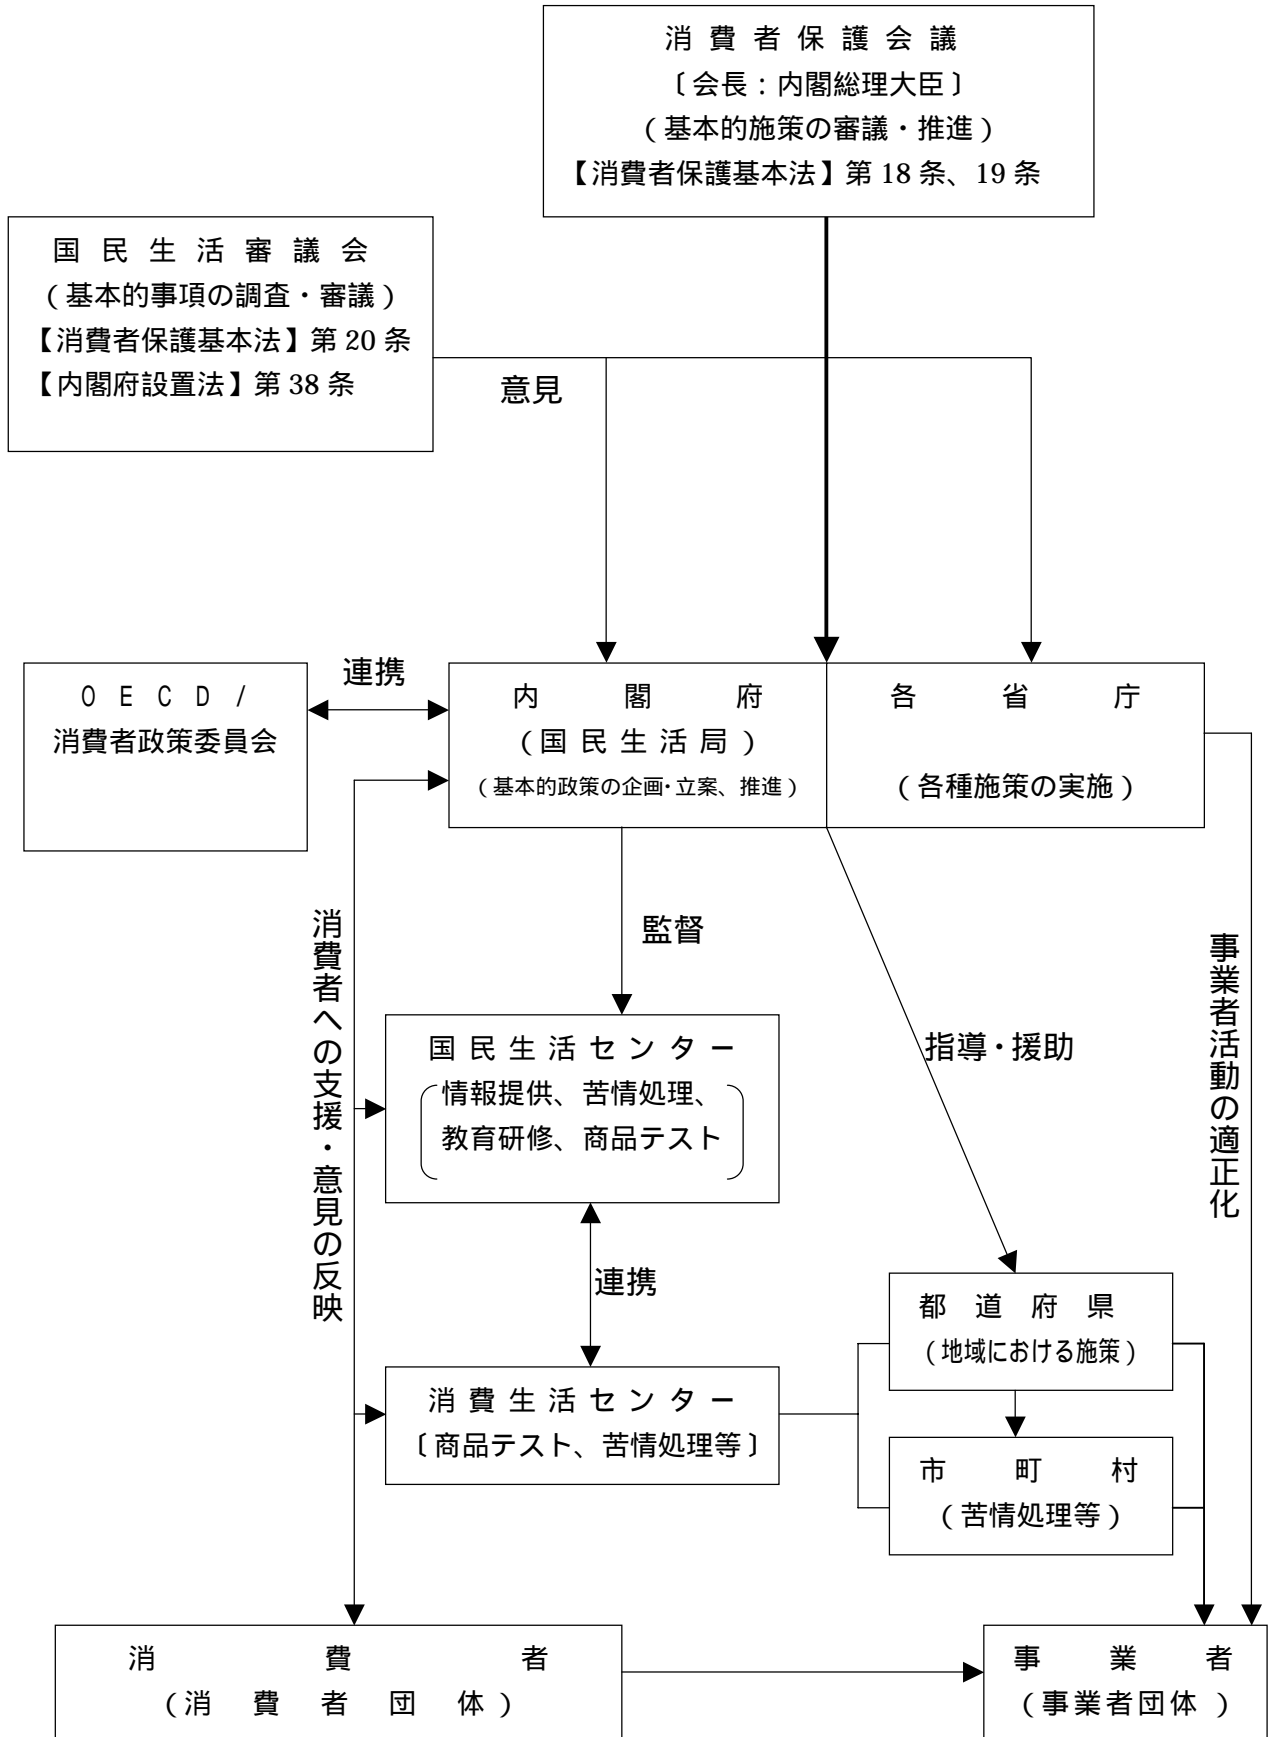 消費者保護会議
〔会長：内閣総理大臣〕
（基本的施策の審議・推進）
【消費者保護基本法】第18条、19条
国民生活審議会
（基本的事項の調査・審議）
【消費者保護基本法】第20条
【内閣府設置法】第38条
意見
OECD/
消費者政策委員会
連携
内閣府
（国民生活局）
（基本的政策の企画・立案、推進）
各省庁
（各種施策の実施）
消費者への支援・意見の反映
監督
指導・援助
事業者活動の適正化
国民生活センター
情報提供、苦情処理、
教育研修、商品テスト
連携
消費生活センター
〔商品テスト、苦情処理等〕
都道府県
（地域における施策）
市町村
（苦情処理等）
消費者
（消費者団体）
事業者
（事業者団体）